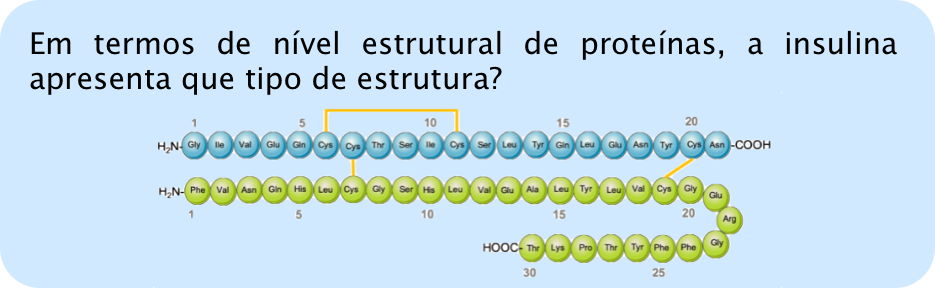 Em termos de nível estrutural de proteínas, a insulina
apresenta que tipo de estrutura?
1 5 10 15 20
H₂N- Gly Ile Val Glu Gln Cys Cys Thr Ser Ile Cys Ser Leu Tyr Gln Leu Glu Asn Tyr Cys Asn -COOH
H₂N- Phe Val Asn Gln His Leu Cys Gly Ser His Leu Val Glu Ala Leu Tyr Leu Val Cys Gly Glu
1 5 10 15 20
Arg
HOOC- Thr Lys Pro Thr Tyr Phe Phe Gly
30 25